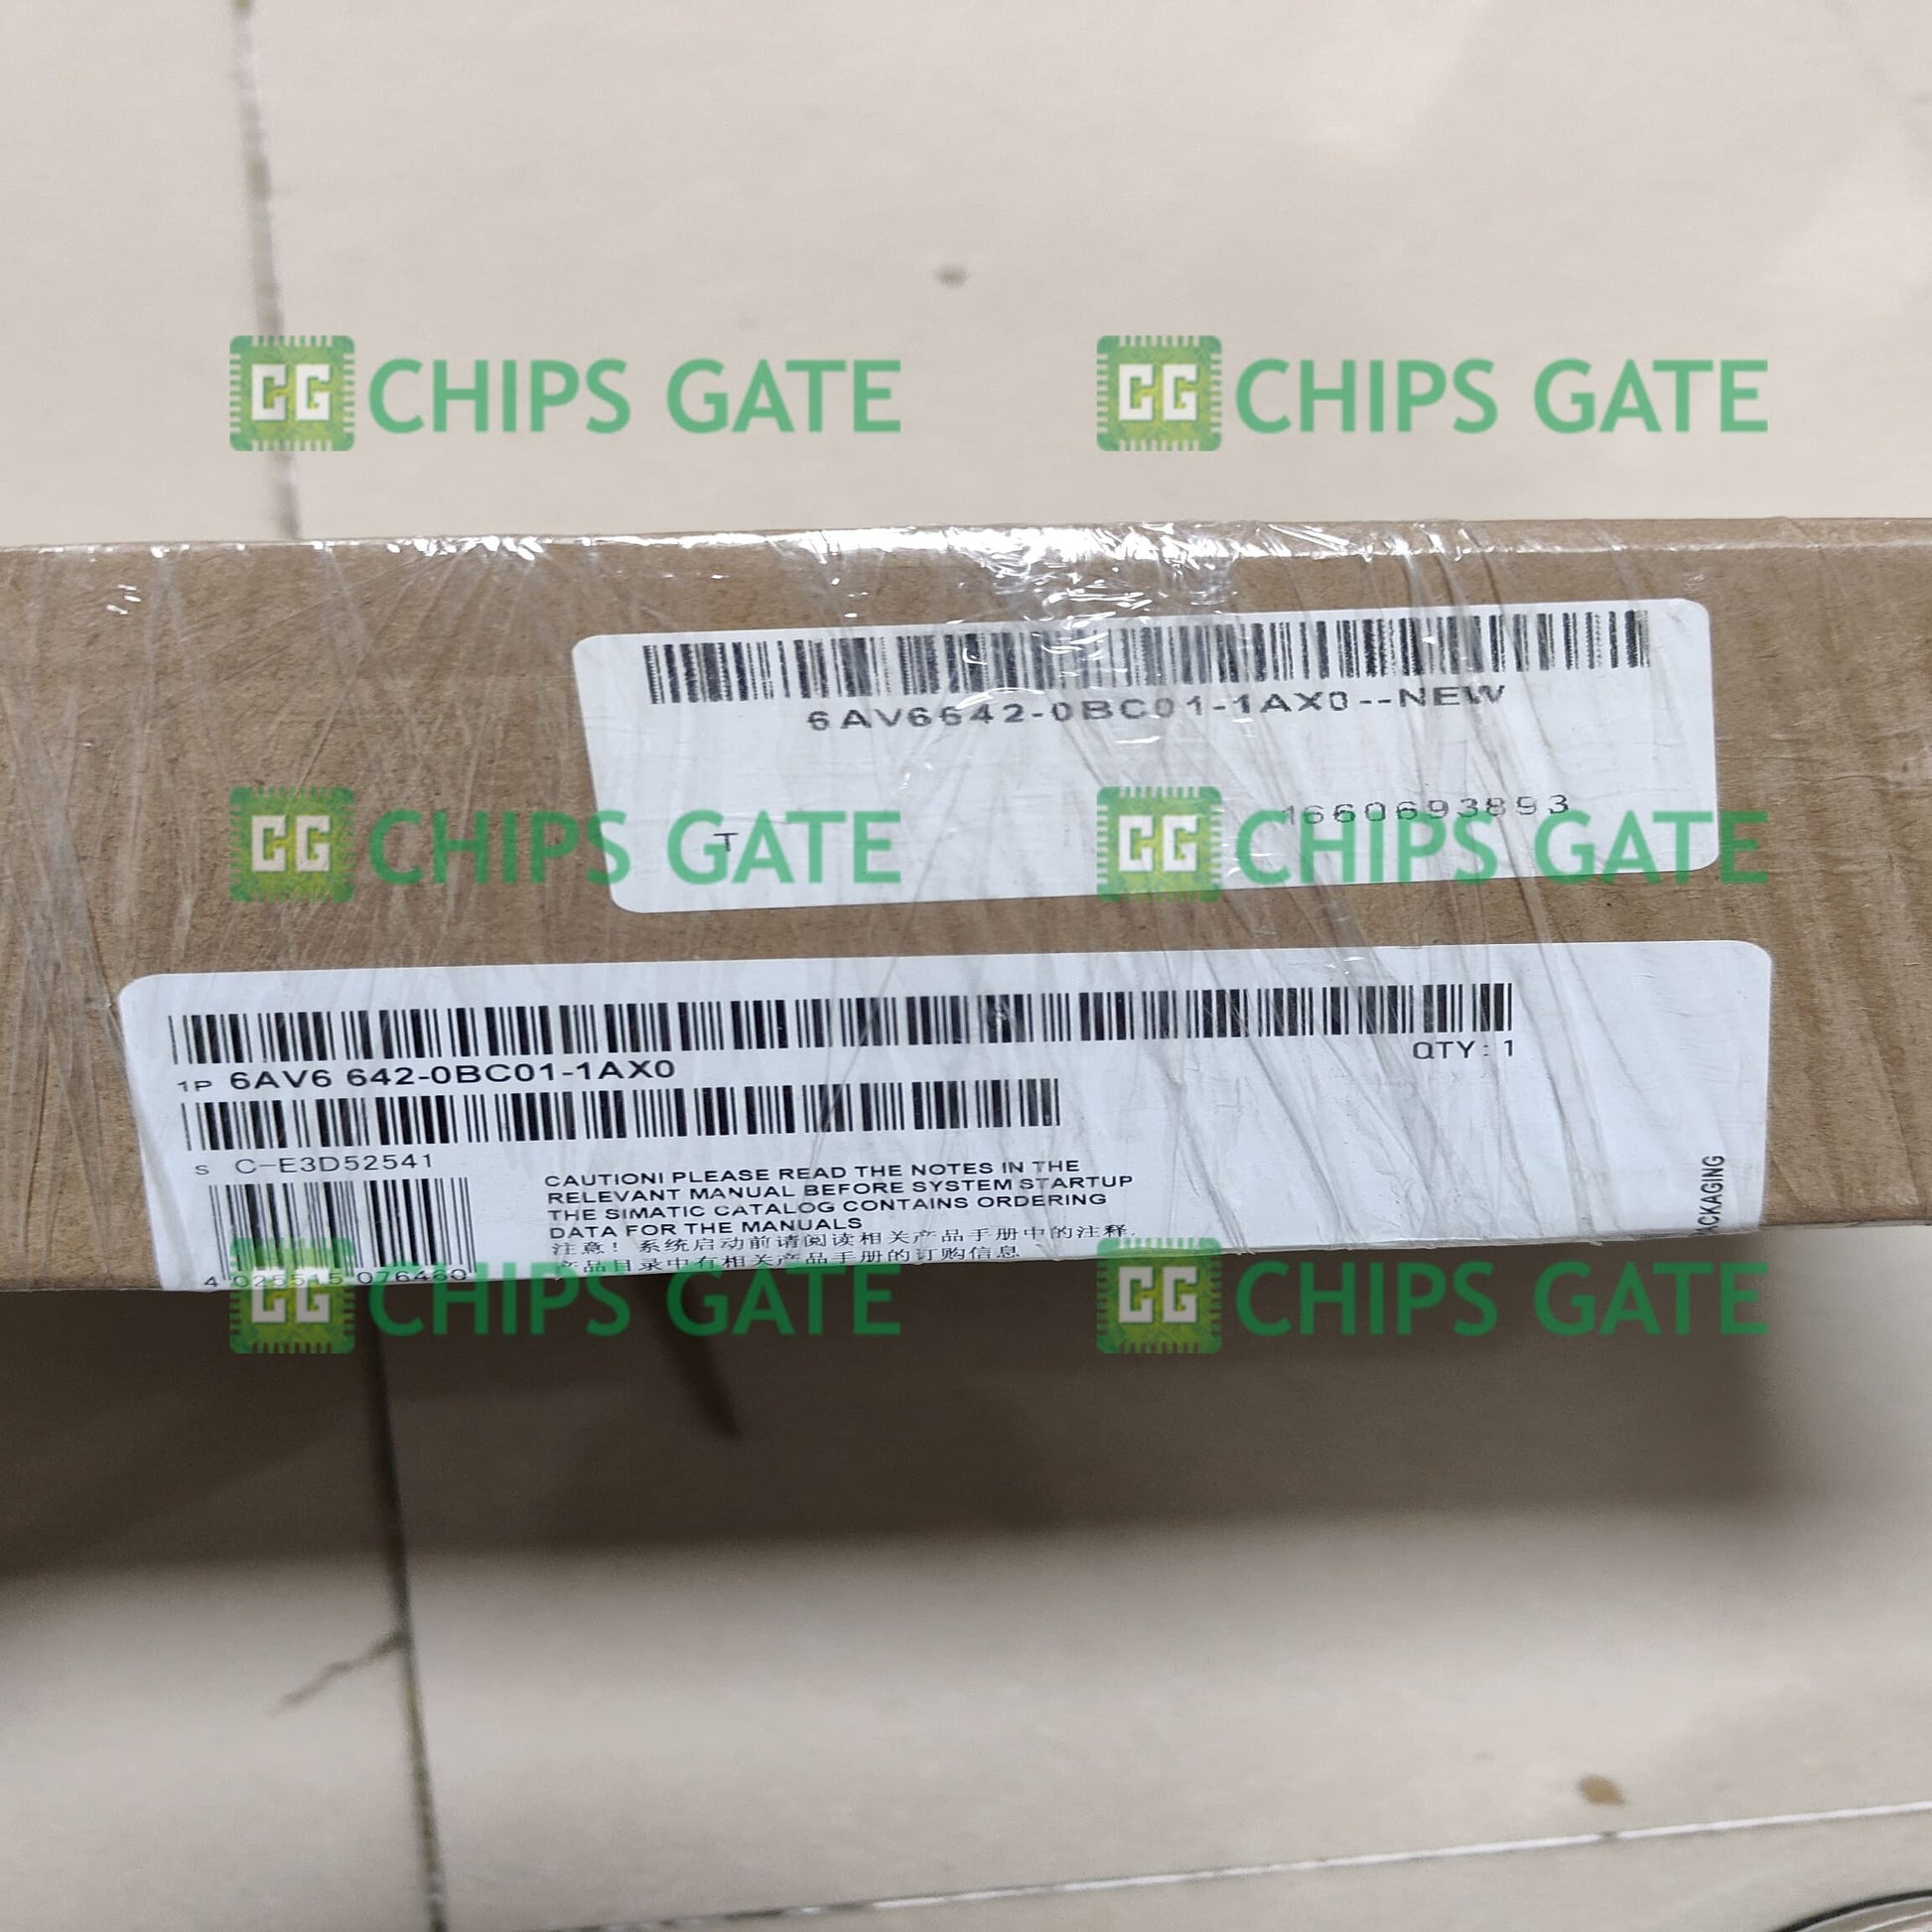 CG CHIPS GATE
CG CHIPS GATE
6AV6642-0BC01-1AX0--NEW
1660693893
T
CG CHIPS GATE
CG CHIPS GATE
1P 6AV6 642-0BC01-1AX0
QTY: 1
S C-E3D52541
CAUTION! PLEASE READ THE NOTES IN THE
RELEVANT MANUAL BEFORE SYSTEM STARTUP
THE SIMATIC CATALOG CONTAINS ORDERING
DATA FOR THE MANUALS
注意！系统启动前请阅读相关产品手册中的注释.
产品目录中有相关产品手册的订购信息
4 025515 076460
ACKAGING
CG CHIPS GATE
CG CHIPS GATE